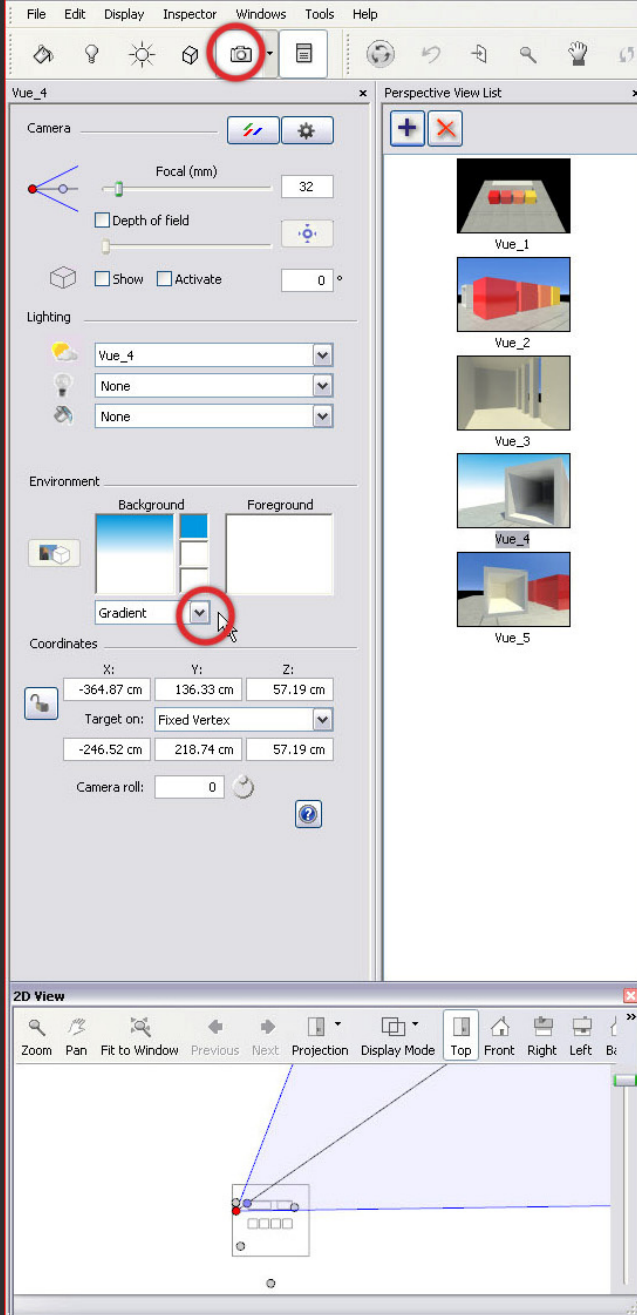 File Edit Display Inspector Windows Tools Help
Vue_4
Perspective View List
Camera
Focal (mm)
32
Depth of field
Show Activate 0 °
Lighting
Vue_4
None
None
Environment
Background Foreground
Gradient
Coordinates
X: Y: Z:
-364.87 cm 136.33 cm 57.19 cm
Target on: Fixed Vertex
-246.52 cm 218.74 cm 57.19 cm
Camera roll: 0
Vue_1
Vue_2
Vue_3
Vue_4
Vue_5
2D View
Zoom Pan Fit to Window Previous Next Projection Display Mode Top Front Right Left